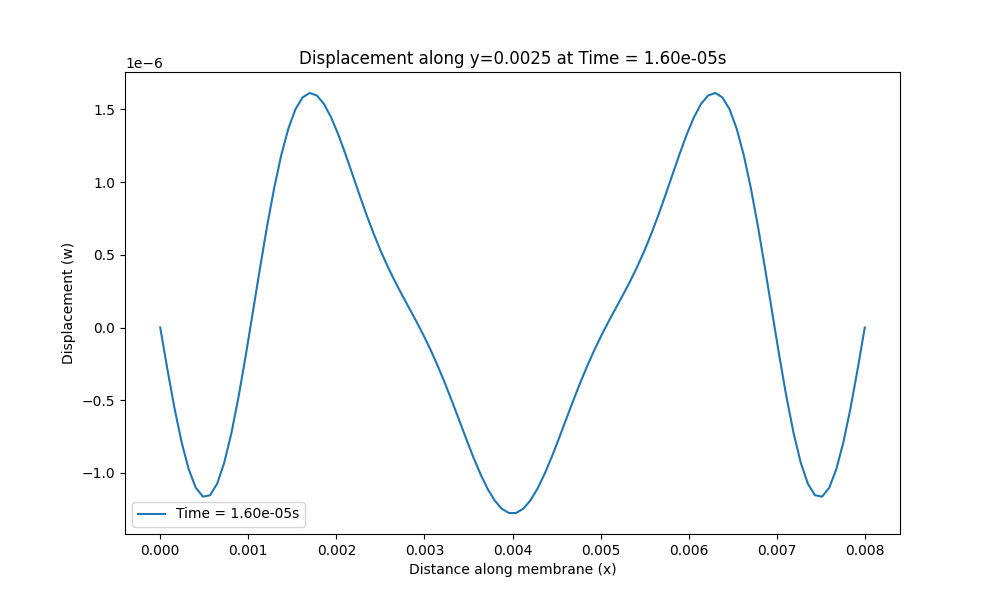 Displacement along y=0.0025 at Time = 1.60e-05s
1e−6
1.5
1.0
0.5
0.0
−0.5
−1.0
Displacement (w)
Time = 1.60e-05s
0.000 0.001 0.002 0.003 0.004 0.005 0.006 0.007 0.008
Distance along membrane (x)